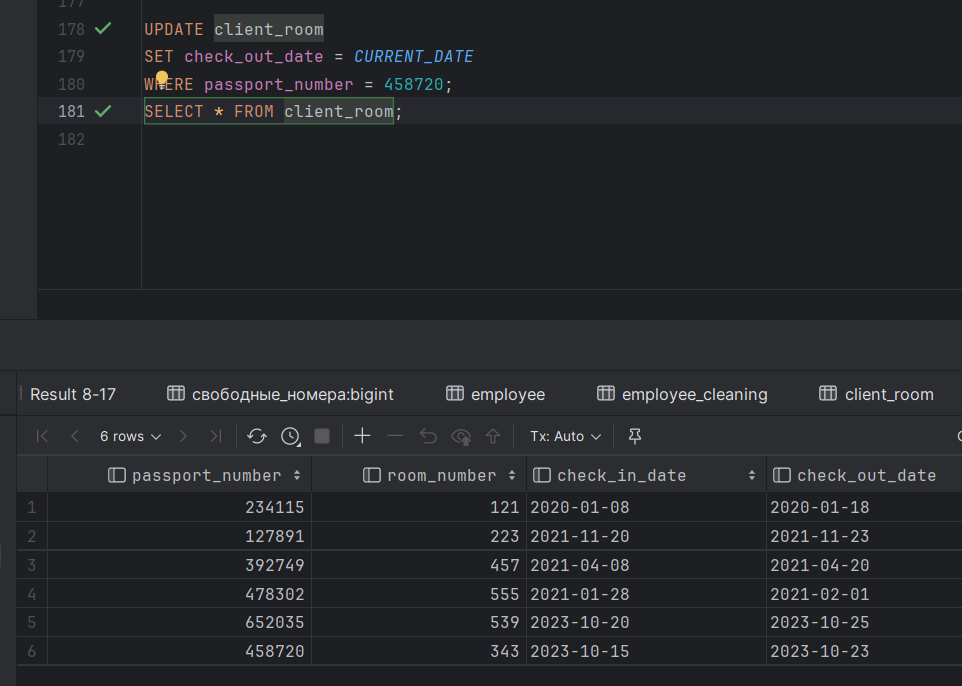 177
178 UPDATE client_room
179 SET check_out_date = CURRENT_DATE
180 WHERE passport_number = 458720;
181 SELECT * FROM client_room;
182
Result 8-17 свободные_номера:bigint employee employee_cleaning client_room
6 rows Tx: Auto
passport_number room_number check_in_date check_out_date
1 234115 121 2020-01-08 2020-01-18
2 127891 223 2021-11-20 2021-11-23
3 392749 457 2021-04-08 2021-04-20
4 478302 555 2021-01-28 2021-02-01
5 652035 539 2023-10-20 2023-10-25
6 458720 343 2023-10-15 2023-10-23